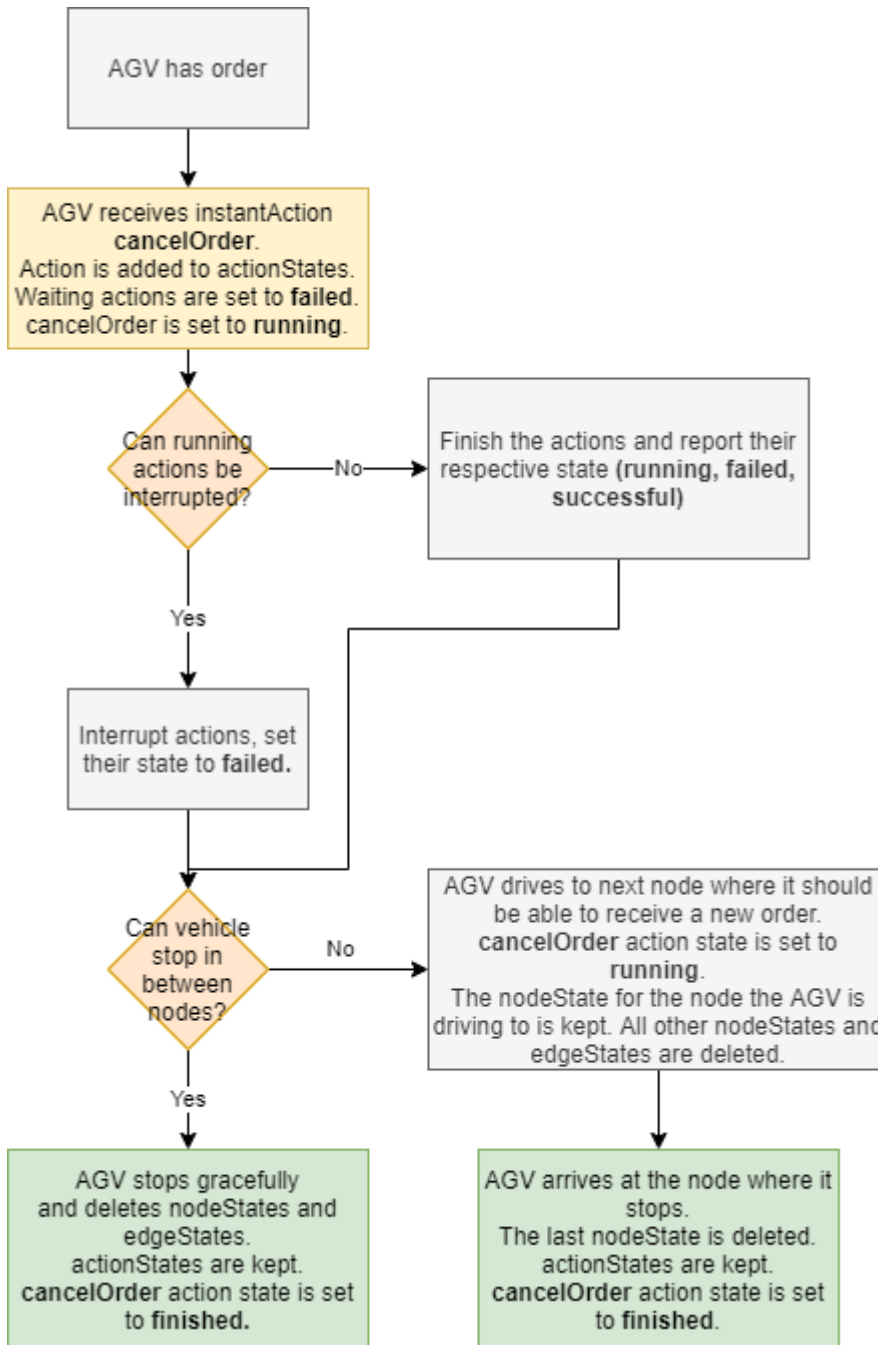 AGV has order
AGV receives instantAction
cancelOrder.
Action is added to actionStates.
Waiting actions are set to failed.
cancelOrder is set to running.
Can running
actions be
interrupted?
No
Finish the actions and report their
respective state (running, failed,
successful)
Yes
Interrupt actions, set
their state to failed.
Can vehicle
stop in
between
nodes?
No
AGV drives to next node where it should
be able to receive a new order.
cancelOrder action state is set to
running.
The nodeState for the node the AGV is
driving to is kept. All other nodeStates and
edgeStates are deleted.
Yes
AGV stops gracefully
and deletes nodeStates and
edgeStates.
actionStates are kept.
cancelOrder action state is set
to finished.
AGV arrives at the node where it
stops.
The last nodeState is deleted.
actionStates are kept.
cancelOrder action state is set
to finished.